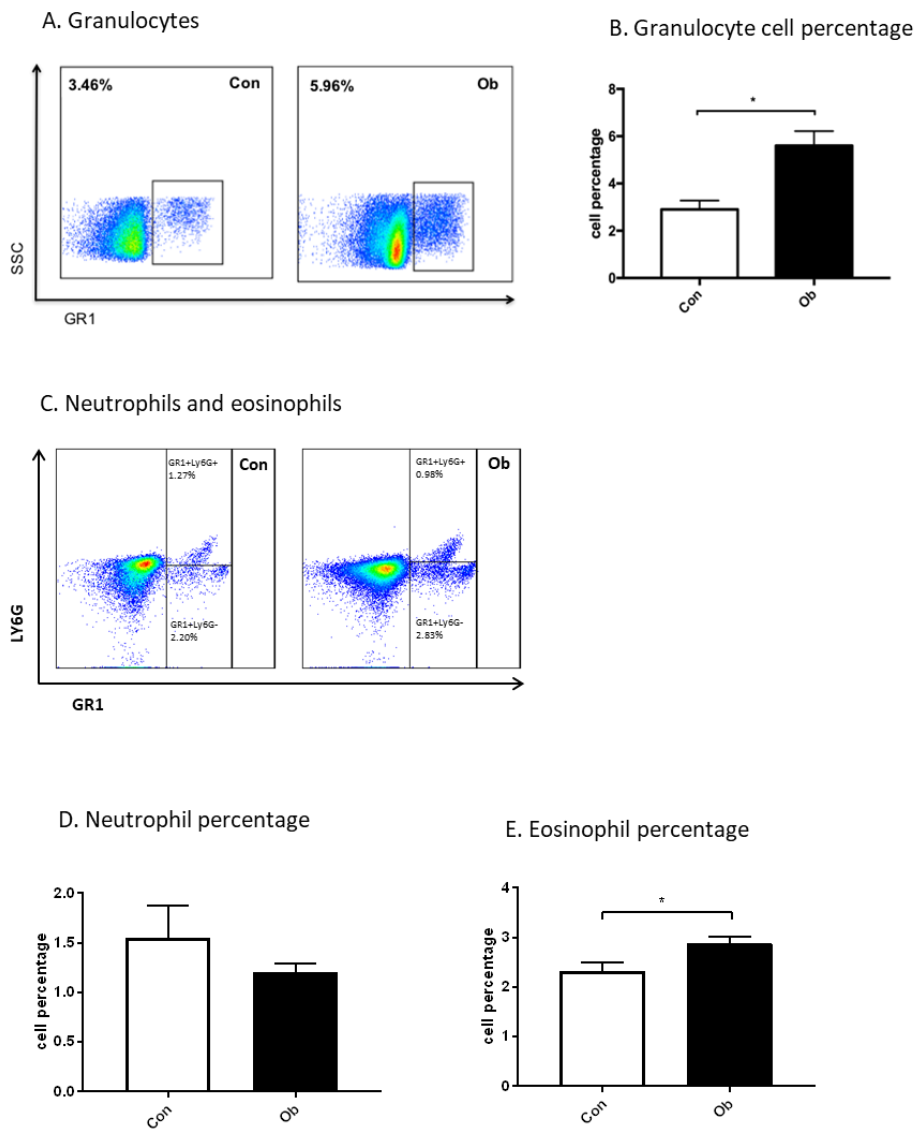 A. Granulocytes
B. Granulocyte cell percentage
3.46%
Con
5.96%
Ob
SSC
GR1
8
6
4
2
0
cell percentage
*
Con
Ob
C. Neutrophils and eosinophils
GR1+Ly6G+
1.27%
Con
GR1+Ly6G+
0.98%
Ob
GR1+Ly6G-
2.20%
GR1+Ly6G-
2.83%
LY6G
GR1
D. Neutrophil percentage
E. Eosinophil percentage
2.0
1.5
1.0
0.5
0.0
cell percentage
Con
Ob
4
3
2
1
0
cell percentage
*
Con
Ob